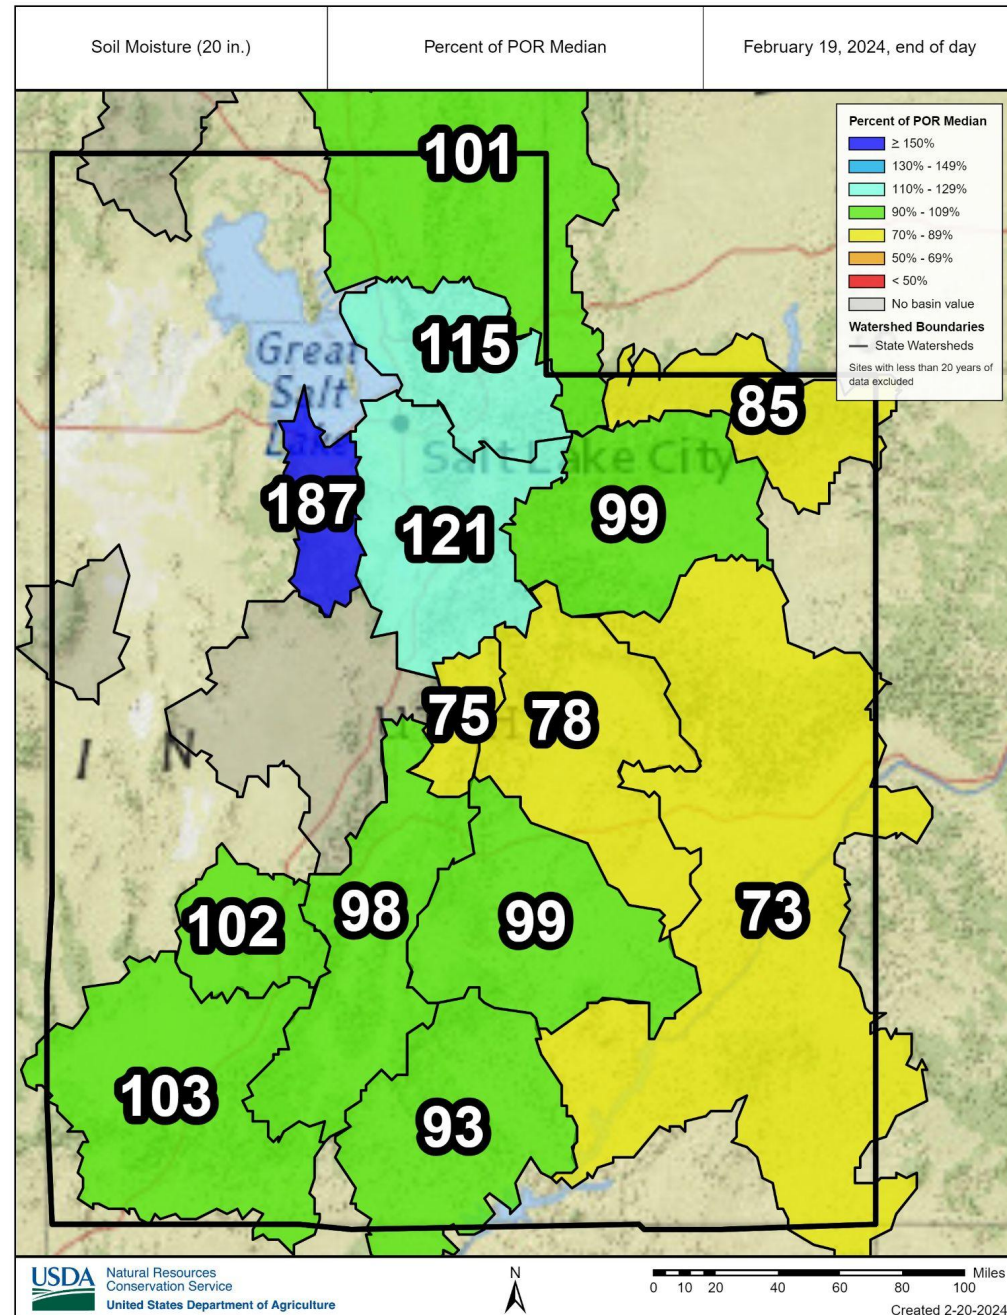 Soil Moisture (20 in.)
Percent of POR Median
February 19, 2024, end of day
Percent of POR Median
≥ 150%
130% - 149%
110% - 129%
90% - 109%
70% - 89%
50% - 69%
< 50%
No basin value
Watershed Boundaries
State Watersheds
Sites with less than 20 years of
data excluded
101
115
Great
Salt
Lake
85
Salt Lake City
187
121
99
75
78
I N
102
98
99
73
103
93
USDA
Natural Resources
Conservation Service
United States Department of Agriculture
N
Miles
0 10 20 40 60 80 100
Created 2-20-2024